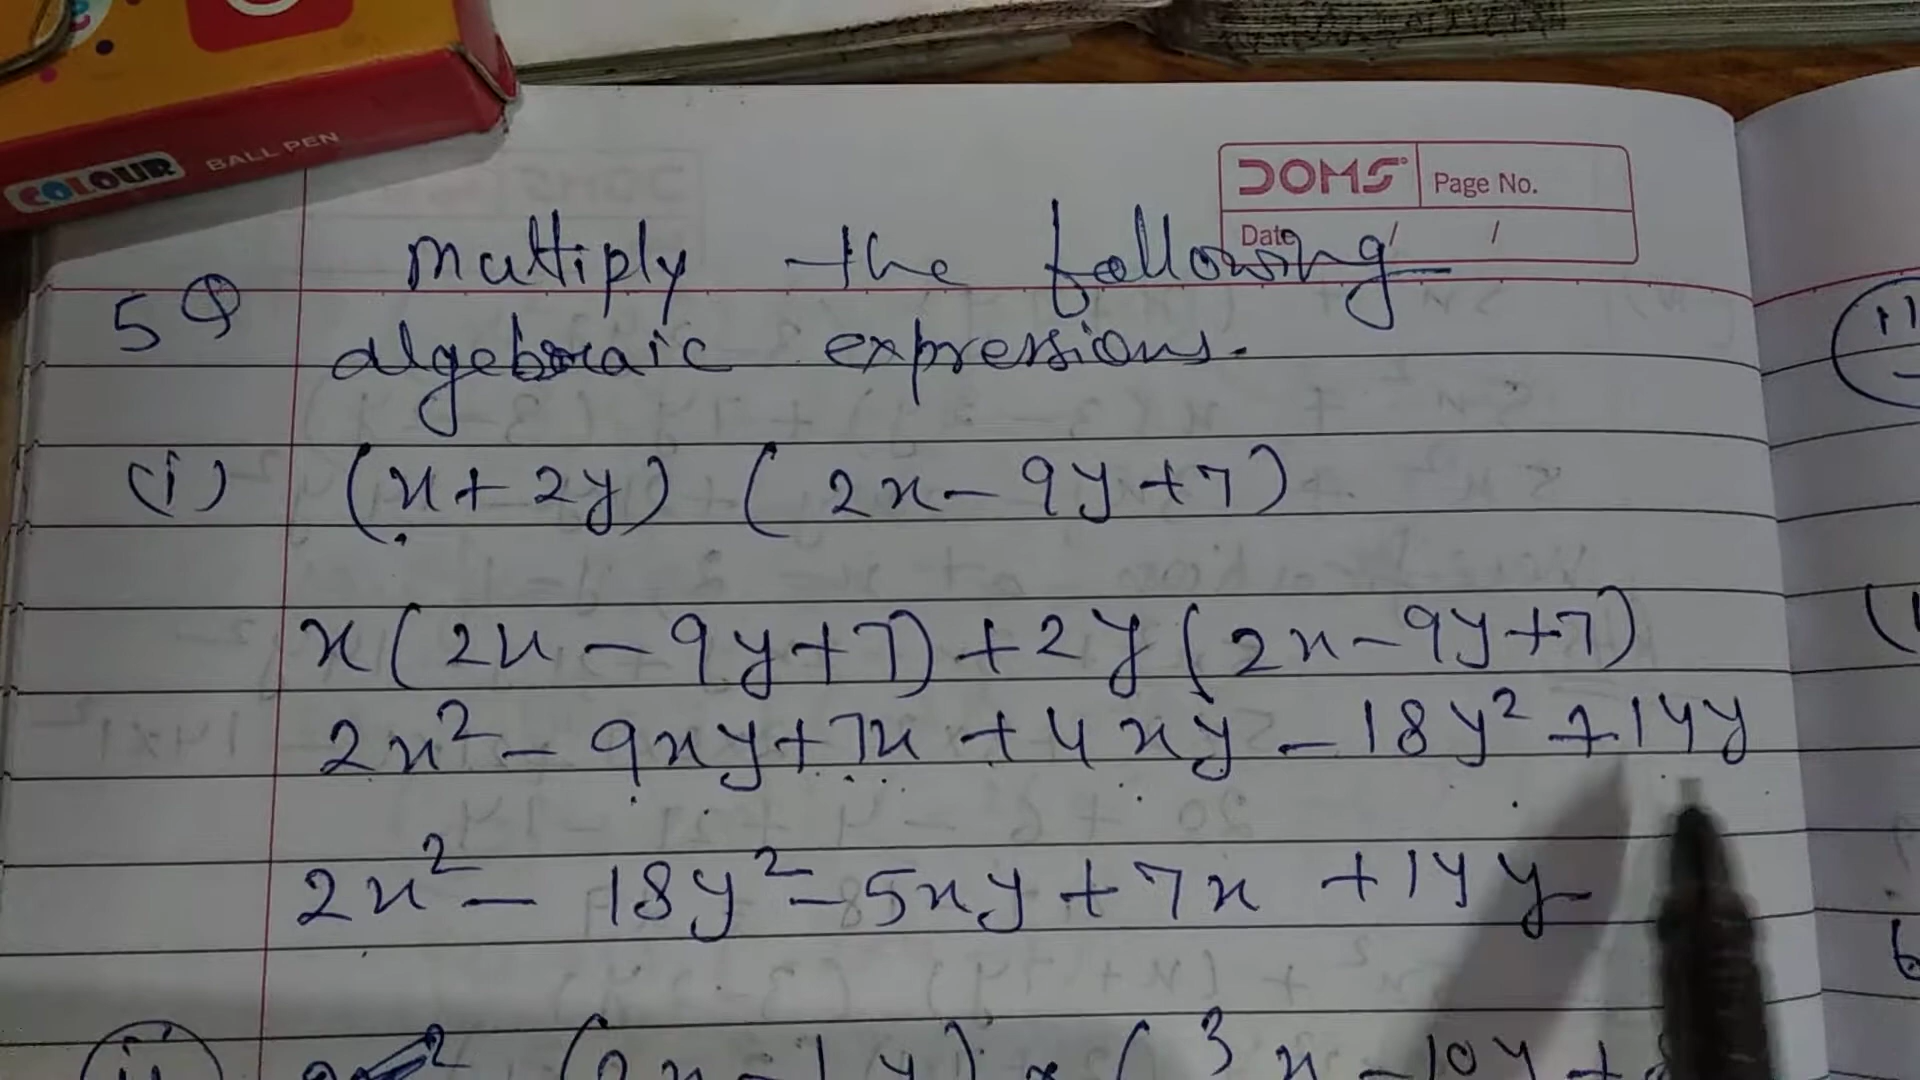 COLOUR BALL PEN
DOMS Page No.
Date / /
Multiply the following
5Q algebraic expressions.
(i) (x+2y) (2x-9y+7)
x(2x-9y+7)+2y(2x-9y+7)
2x²-9xy+7x+4xy-18y²+14y
2x²-18y²-5xy+7x+14y